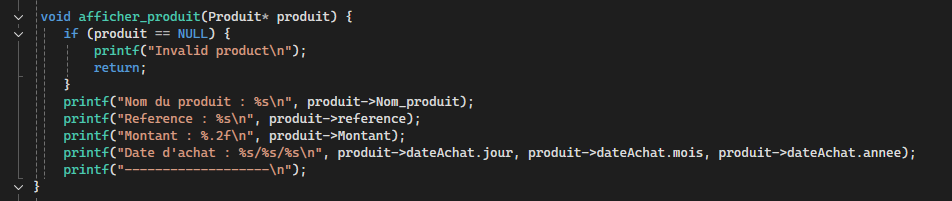 void afficher_produit(Produit* produit) {
if (produit == NULL) {
printf("Invalid product\n");
return;
}
printf("Nom du produit : %s\n", produit->Nom_produit);
printf("Reference : %s\n", produit->reference);
printf("Montant : %.2f\n", produit->Montant);
printf("Date d'achat : %s/%s/%s\n", produit->dateAchat.jour, produit->dateAchat.mois, produit->dateAchat.annee);
printf("-------------------\n");
}